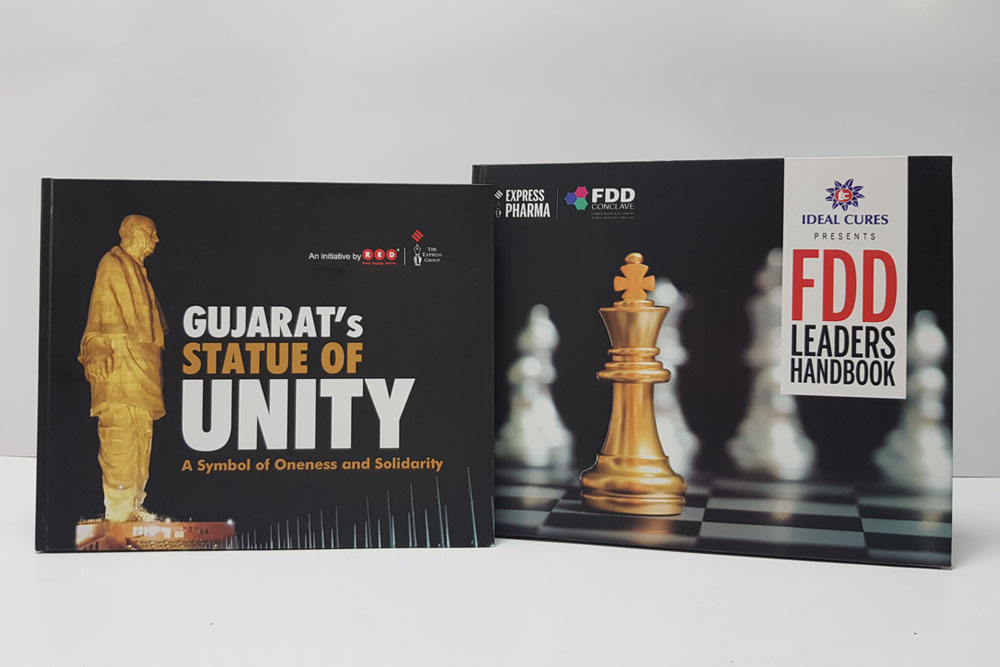 An initiative by RED
THE
EXPRESS
GROUP
GUJARAT's
STATUE OF
UNITY
A Symbol of Oneness and Solidarity
EXPRESS
PHARMA
FDD
CONCLAVE
IDEAL CURES
PRESENTS
FDD
LEADERS
HANDBOOK